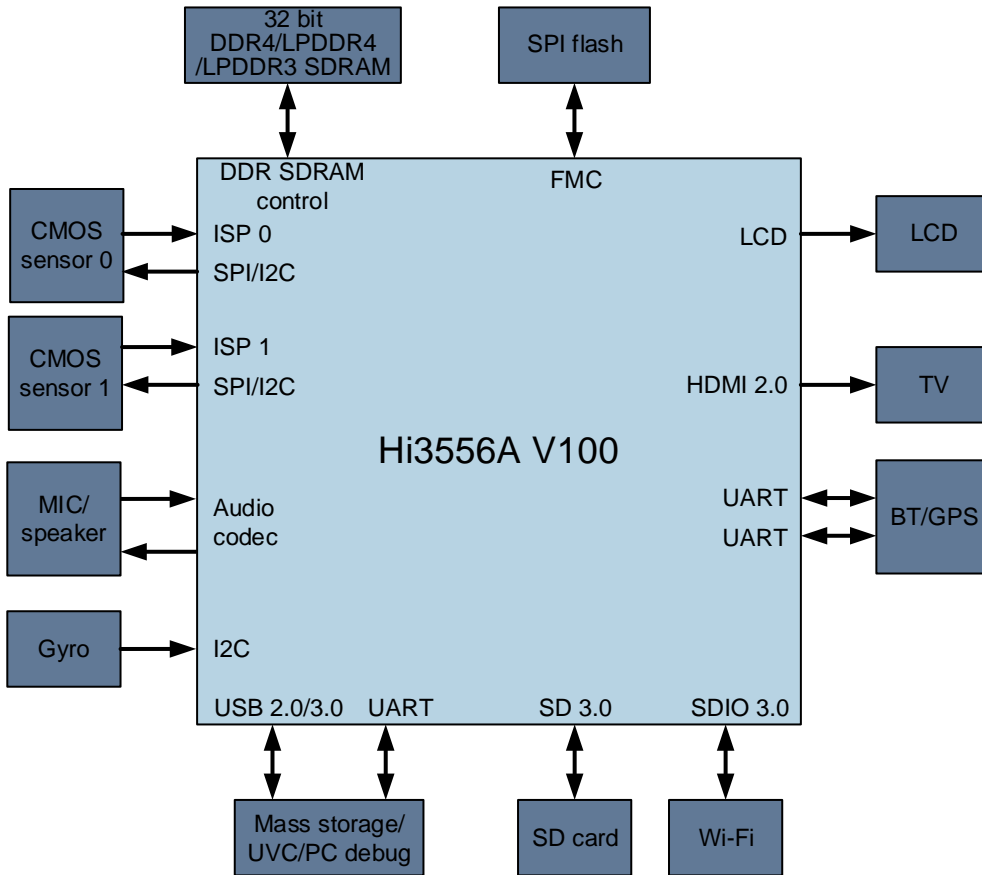 32 bit
DDR4/LPDDR4
/LPDDR3 SDRAM
SPI flash
DDR SDRAM
control
FMC
CMOS
sensor 0
ISP 0
SPI/I2C
LCD
LCD
CMOS
sensor 1
ISP 1
SPI/I2C
HDMI 2.0
TV
Hi3556A V100
MIC/
speaker
Audio
codec
UART
UART
BT/GPS
Gyro
I2C
USB 2.0/3.0
UART
SD 3.0
SDIO 3.0
Mass storage/
UVC/PC debug
SD card
Wi-Fi